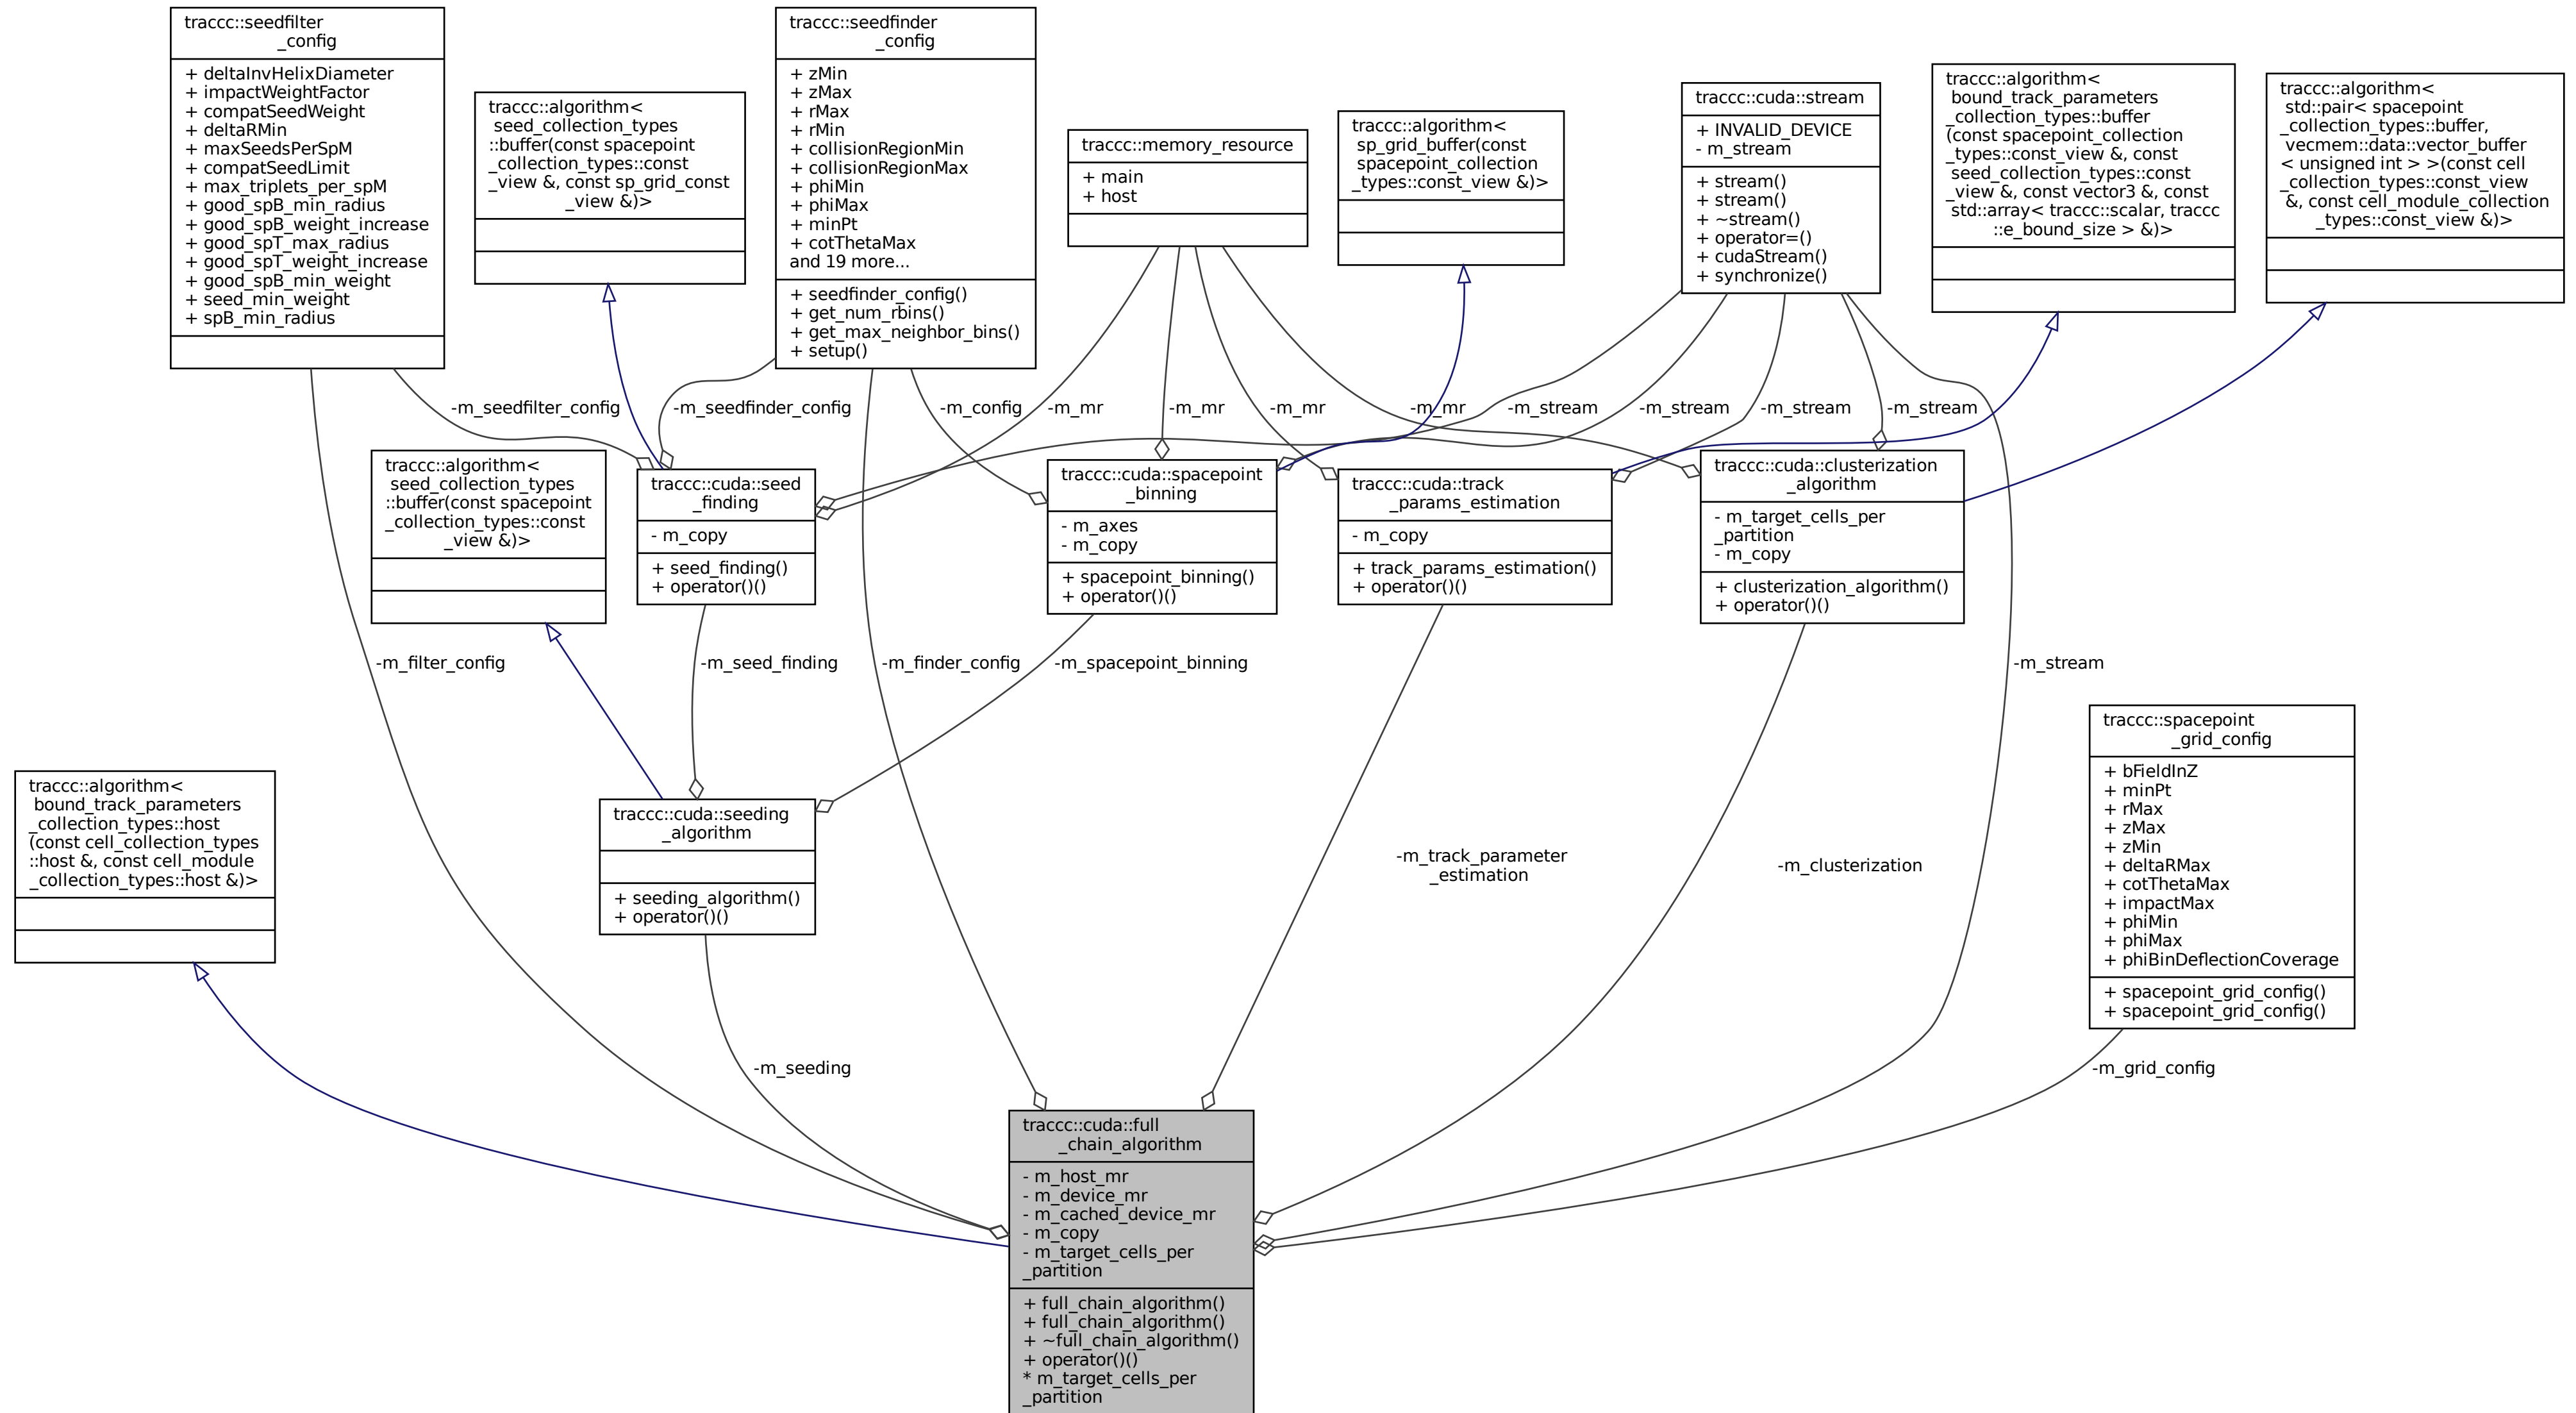 traccc::seedfilter
_config
+ deltaInvHelixDiameter
+ impactWeightFactor
+ compatSeedWeight
+ deltaRMin
+ maxSeedsPerSpM
+ compatSeedLimit
+ max_triplets_per_spM
+ good_spB_min_radius
+ good_spB_weight_increase
+ good_spT_max_radius
+ good_spT_weight_increase
+ good_spB_min_weight
+ seed_min_weight
+ spB_min_radius
traccc::algorithm<
seed_collection_types
::buffer(const spacepoint
_collection_types::const
_view &, const sp_grid_const
_view &)>
traccc::seedfinder
_config
+ zMin
+ zMax
+ rMax
+ rMin
+ collisionRegionMin
+ collisionRegionMax
+ phiMin
+ phiMax
+ minPt
+ cotThetaMax
and 19 more...
+ seedfinder_config()
+ get_num_rbins()
+ get_max_neighbor_bins()
+ setup()
traccc::memory_resource
+ main
+ host
traccc::algorithm<
sp_grid_buffer(const
spacepoint_collection
_types::const_view &)>
traccc::cuda::stream
+ INVALID_DEVICE
- m_stream
+ stream()
+ stream()
+ ~stream()
+ operator=()
+ cudaStream()
+ synchronize()
traccc::algorithm<
bound_track_parameters
_collection_types::buffer
(const spacepoint_collection
_types::const_view &, const
seed_collection_types::const
_view &, const vector3 &, const
std::array< traccc::scalar, traccc
::e_bound_size > &)>
traccc::algorithm<
std::pair< spacepoint
_collection_types::buffer,
vecmem::data::vector_buffer
< unsigned int > >(const cell
_collection_types::const_view
&, const cell_module_collection
_types::const_view &)>
-m_seedfilter_config
-m_seedfinder_config
-m_config
-m_mr
-m_mr
-m_mr
-m_mr
-m_stream
-m_stream
-m_stream
-m_stream
traccc::algorithm<
seed_collection_types
::buffer(const spacepoint
_collection_types::const
_view &)>
traccc::cuda::seed
_finding
- m_copy
+ seed_finding()
+ operator()()
traccc::cuda::spacepoint
_binning
- m_axes
- m_copy
+ spacepoint_binning()
+ operator()()
traccc::cuda::track
_params_estimation
- m_copy
+ track_params_estimation()
+ operator()()
traccc::cuda::clusterization
_algorithm
- m_target_cells_per
_partition
- m_copy
+ clusterization_algorithm()
+ operator()()
-m_filter_config
-m_seed_finding
-m_finder_config
-m_spacepoint_binning
-m_stream
traccc::algorithm<
bound_track_parameters
_collection_types::host
(const cell_collection_types
::host &, const cell_module
_collection_types::host &)>
traccc::cuda::seeding
_algorithm
+ seeding_algorithm()
+ operator()()
-m_track_parameter
_estimation
-m_clusterization
traccc::spacepoint
_grid_config
+ bFieldInZ
+ minPt
+ rMax
+ zMax
+ zMin
+ deltaRMax
+ cotThetaMax
+ impactMax
+ phiMin
+ phiMax
+ phiBinDeflectionCoverage
+ spacepoint_grid_config()
+ spacepoint_grid_config()
-m_seeding
-m_grid_config
traccc::cuda::full
_chain_algorithm
- m_host_mr
- m_device_mr
- m_cached_device_mr
- m_copy
- m_target_cells_per
_partition
+ full_chain_algorithm()
+ full_chain_algorithm()
+ ~full_chain_algorithm()
+ operator()()
* m_target_cells_per
_partition